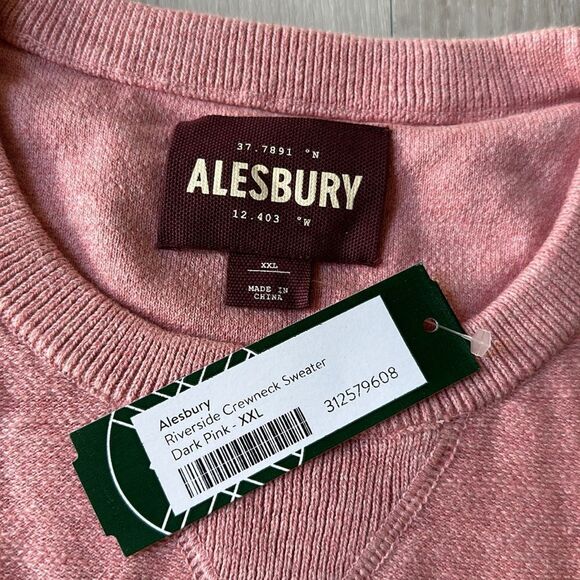 37.7891 °N
ALESBURY
12.403 °W
XXL
MADE IN
CHINA
Alesbury
Riverside Crewneck Sweater
Dark Pink - XXL
312579608